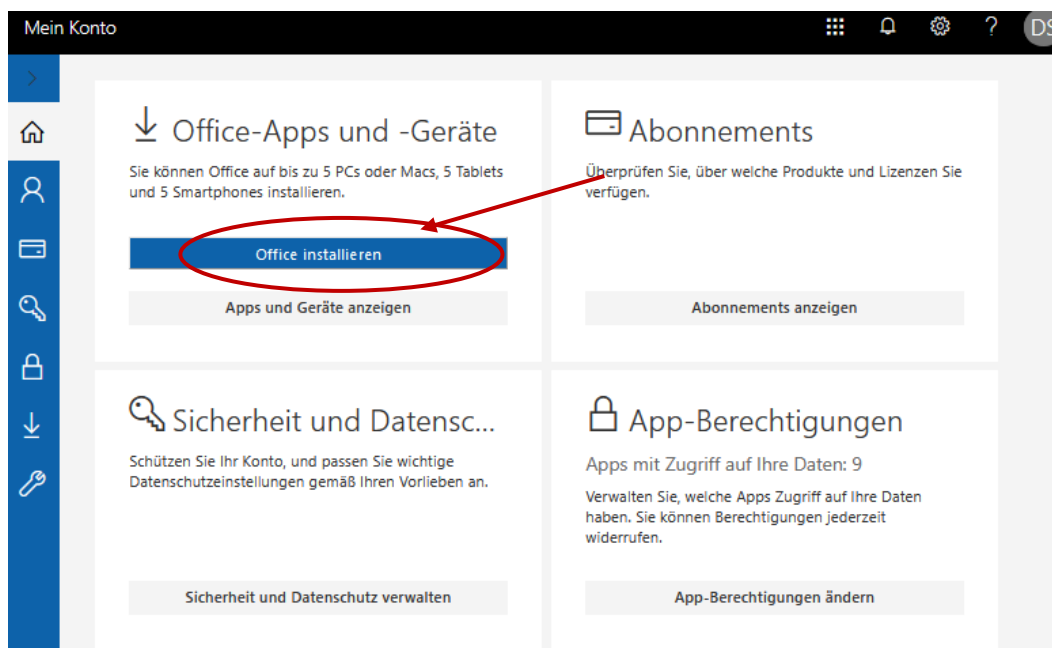 Mein Konto
?
DS
Office-Apps und -Geräte
Sie können Office auf bis zu 5 PCs oder Macs, 5 Tablets
und 5 Smartphones installieren.
Office installieren
Apps und Geräte anzeigen
Abonnements
Überprüfen Sie, über welche Produkte und Lizenzen Sie
verfügen.
Abonnements anzeigen
Sicherheit und Datensc...
Schützen Sie Ihr Konto, und passen Sie wichtige
Datenschutzeinstellungen gemäß Ihren Vorlieben an.
Sicherheit und Datenschutz verwalten
App-Berechtigungen
Apps mit Zugriff auf Ihre Daten: 9
Verwalten Sie, welche Apps Zugriff auf Ihre Daten
haben. Sie können Berechtigungen jederzeit
widerrufen.
App-Berechtigungen ändern